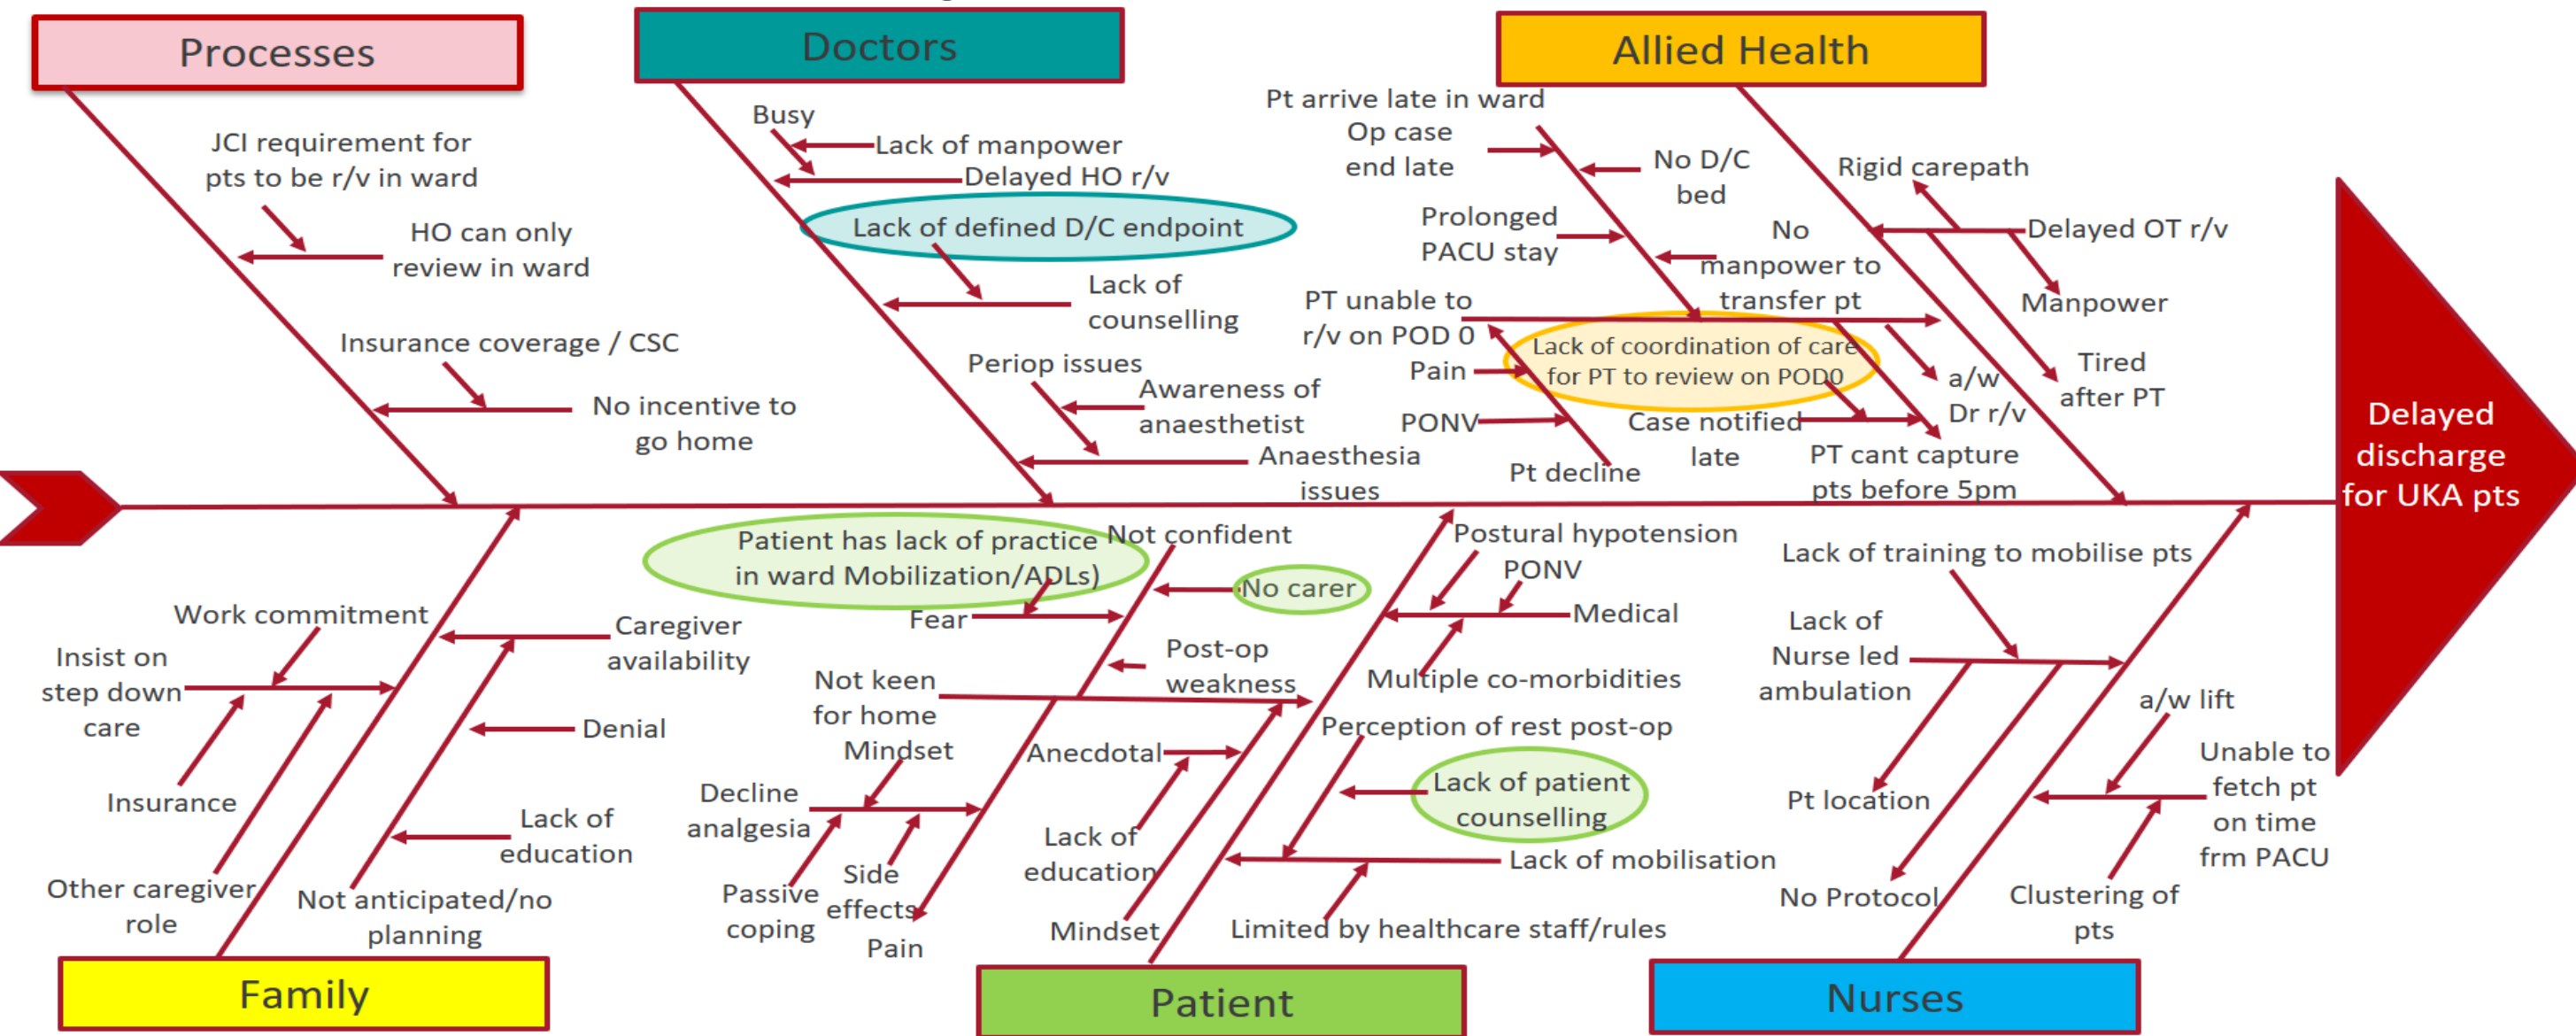 Processes
Doctors
Allied Health
JCI requirement for
pts to be r/v in ward
HO can only
review in ward
Insurance coverage / CSC
No incentive to
go home
Busy
Lack of manpower
Delayed HO r/v
Lack of defined D/C endpoint
Lack of
counselling
Periop issues
Awareness of
anaesthetist
Anaesthesia
issues
Pt arrive late in ward
Op case
end late
No D/C
bed
Prolonged
PACU stay
No
manpower to
transfer pt
PT unable to
r/v on POD 0
Lack of coordination of care
for PT to review on POD0
Pain
PONV
Pt decline
Case notified
late
a/w
Dr r/v
PT cant capture
pts before 5pm
Rigid carepath
Delayed OT r/v
Manpower
Tired
after PT
Delayed
discharge
for UKA pts
Work commitment
Insist on
step down
care
Insurance
Other caregiver
role
Caregiver
availability
Denial
Lack of
education
Not anticipated/no
planning
Family
Patient has lack of practice
in ward Mobilization/ADLs)
Not confident
No carer
Fear
Post-op
weakness
Not keen
for home
Mindset
Decline
analgesia
Passive
coping
Side
effects
Pain
Anecdotal
Lack of
education
Mindset
Postural hypotension
PONV
Medical
Multiple co-morbidities
Perception of rest post-op
Lack of patient
counselling
Lack of mobilisation
Limited by healthcare staff/rules
Patient
Lack of training to mobilise pts
Lack of
Nurse led
ambulation
Pt location
No Protocol
a/w lift
Unable to
fetch pt
on time
frm PACU
Clustering of
pts
Nurses